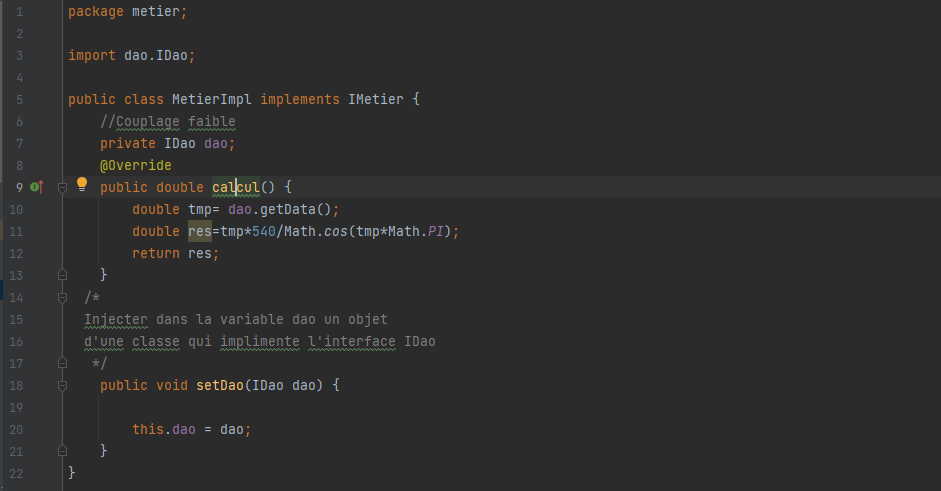 1 package metier;
2
3 import dao.IDao;
4
5 public class MetierImpl implements IMetier {
6 //Couplage faible
7 private IDao dao;
8 @Override
9 public double calcul() {
10 double tmp= dao.getData();
11 double res=tmp*540/Math.cos(tmp*Math.PI);
12 return res;
13 }
14 /*
15 Injecter dans la variable dao un objet
16 d'une classe qui implimente l'interface IDao
17 */
18 public void setDao(IDao dao) {
19
20 this.dao = dao;
21 }
22 }